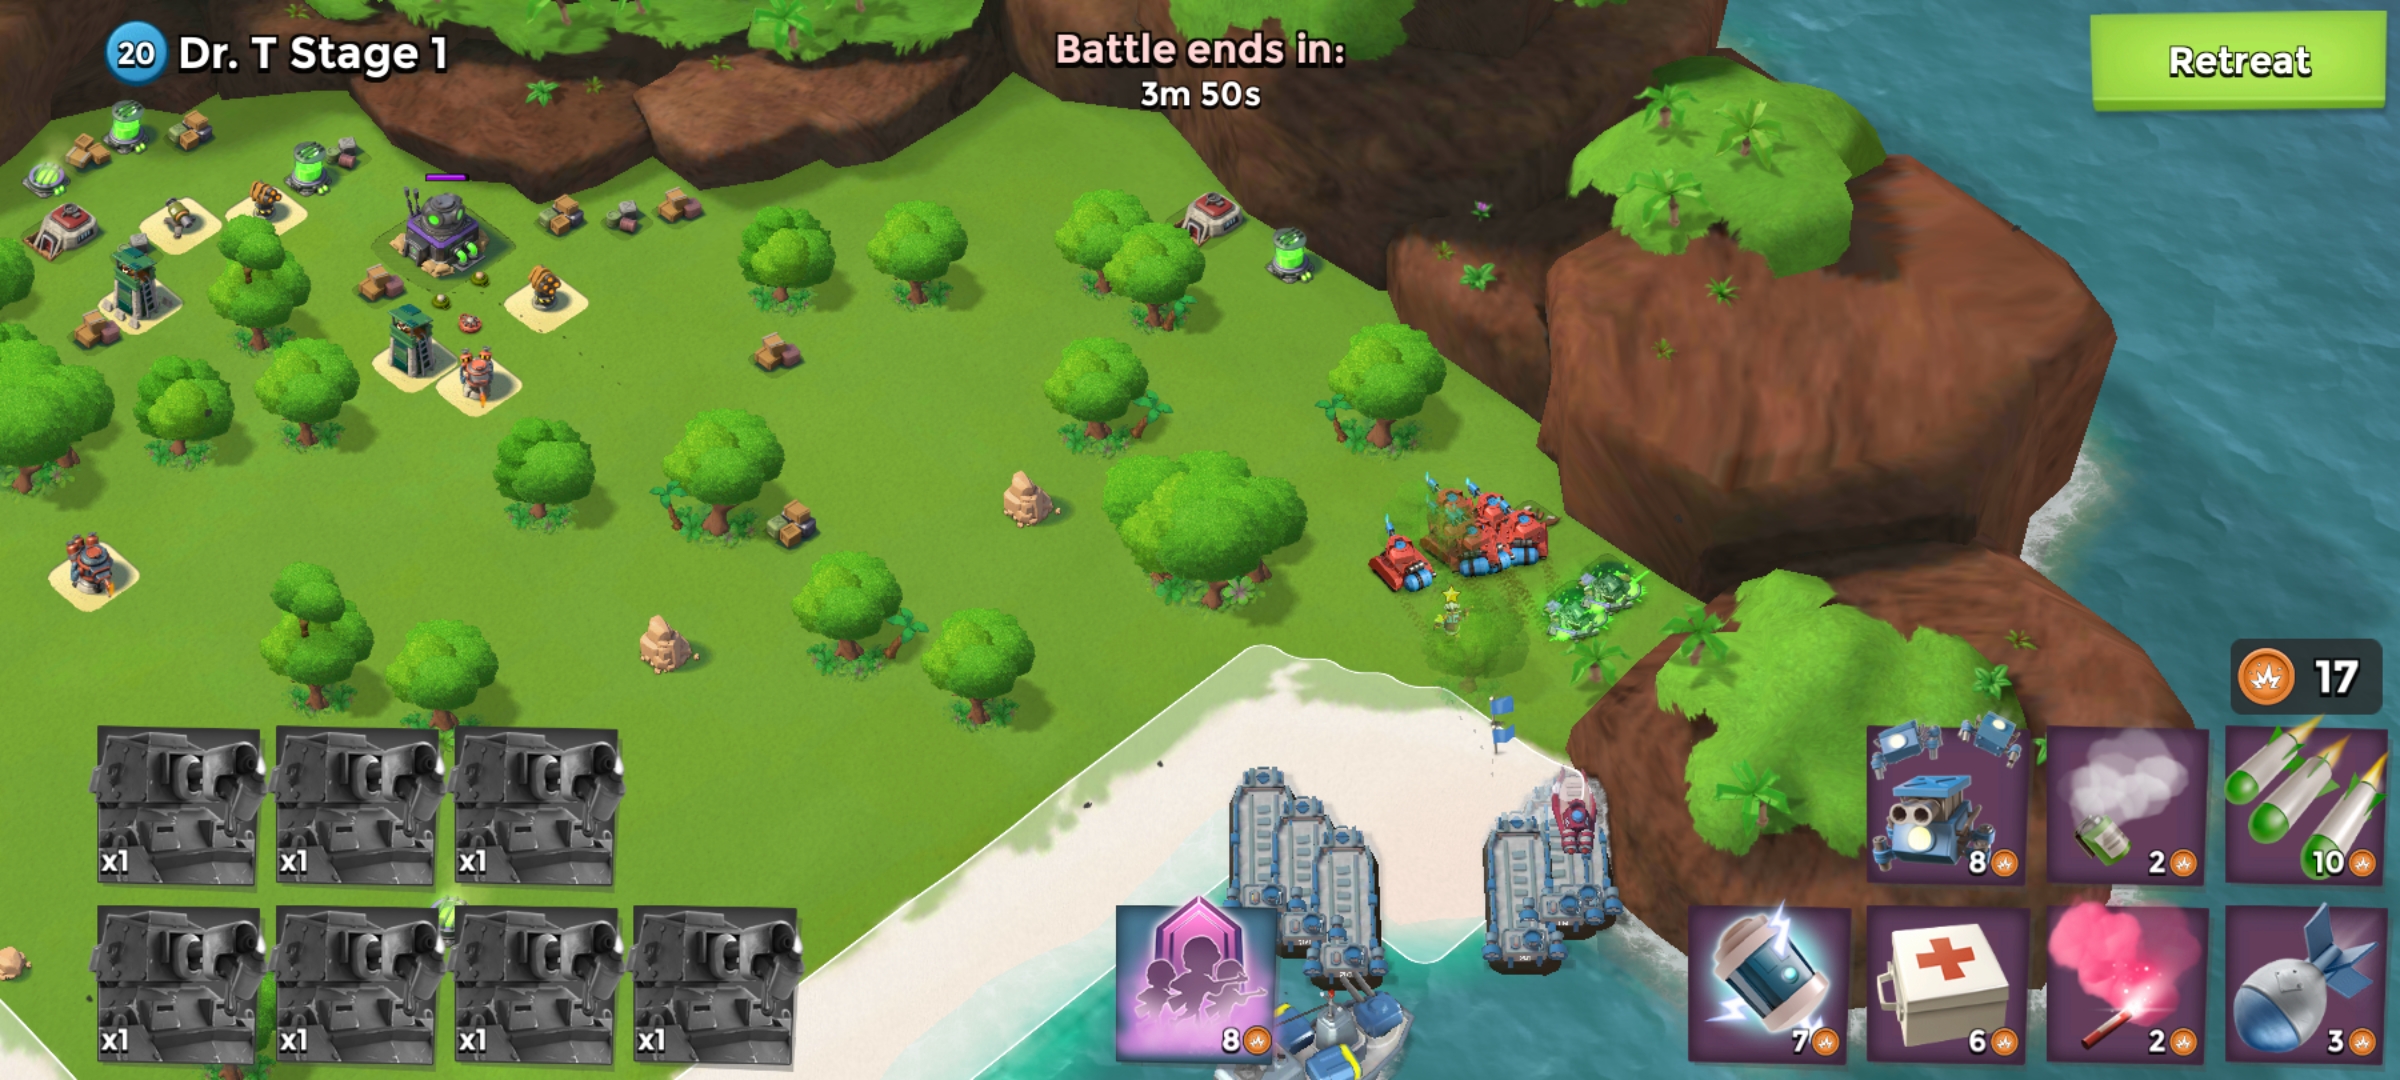 20 Dr. T Stage 1
Battle ends in:
3m 50s
Retreat
17
x1 x1 x1
8 2 10
x1 x1 x1 x1
8 7 6 2 3